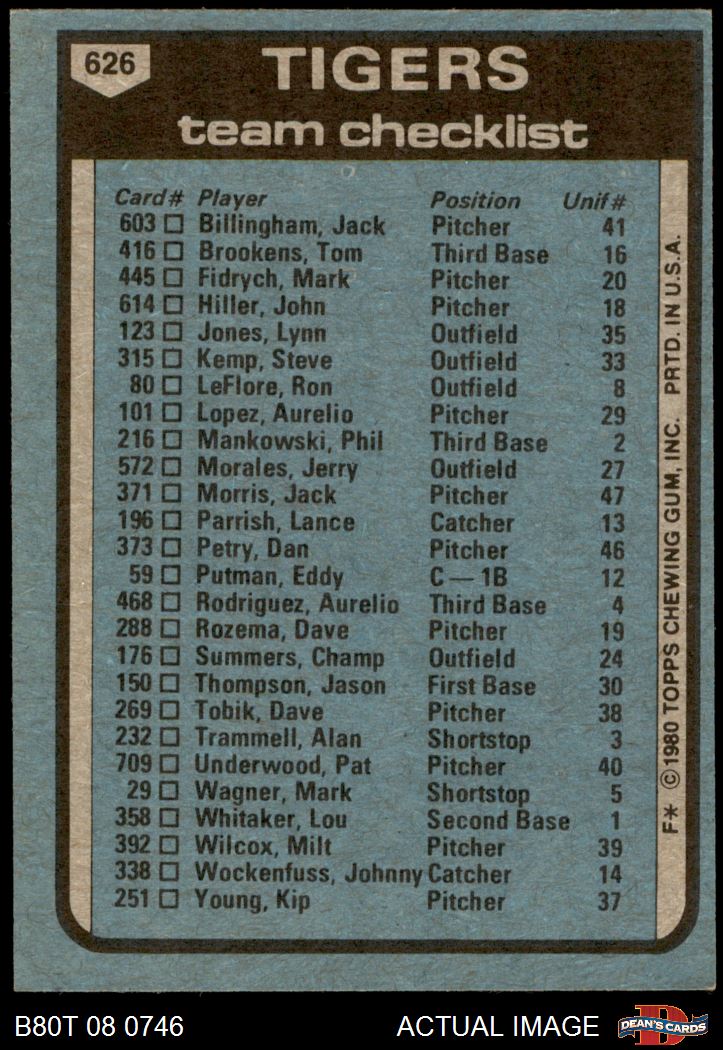 626
TIGERS
team checklist
Card# Player Position Unif#
603 □ Billingham, Jack Pitcher 41
416 □ Brookens, Tom Third Base 16
445 □ Fidrych, Mark Pitcher 20
614 □ Hiller, John Pitcher 18
123 □ Jones, Lynn Outfield 35
315 □ Kemp, Steve Outfield 33
80 □ LeFlore, Ron Outfield 8
101 □ Lopez, Aurelio Pitcher 29
216 □ Mankowski, Phil Third Base 2
572 □ Morales, Jerry Outfield 27
371 □ Morris, Jack Pitcher 47
196 □ Parrish, Lance Catcher 13
373 □ Petry, Dan Pitcher 46
59 □ Putman, Eddy C — 1B 12
468 □ Rodriguez, Aurelio Third Base 4
288 □ Rozema, Dave Pitcher 19
176 □ Summers, Champ Outfield 24
150 □ Thompson, Jason First Base 30
269 □ Tobik, Dave Pitcher 38
232 □ Trammell, Alan Shortstop 3
709 □ Underwood, Pat Pitcher 40
29 □ Wagner, Mark Shortstop 5
358 □ Whitaker, Lou Second Base 1
392 □ Wilcox, Milt Pitcher 39
338 □ Wockenfuss, Johnny Catcher 14
251 □ Young, Kip Pitcher 37
F* © 1980 TOPPS CHEWING GUM, INC. PRTD. IN U.S.A.
B80T 08 0746 ACTUAL IMAGE
D
DEAN'S CARDS